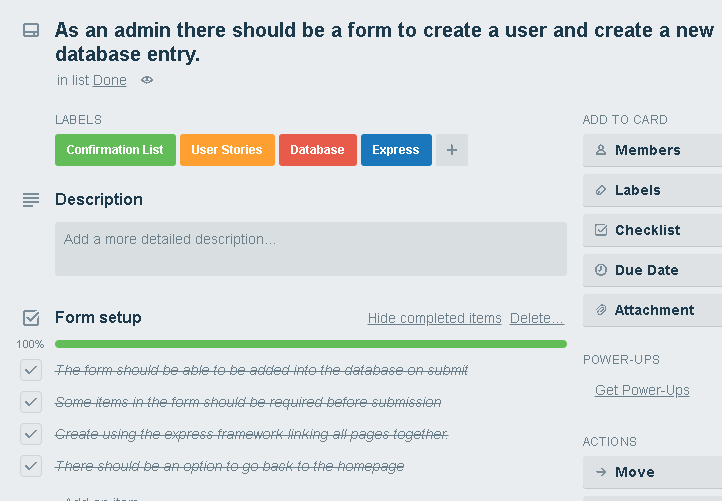 As an admin there should be a form to create a user and create a new
database entry.
in list Done
LABELS
Confirmation List User Stories Database Express +
Description
Add a more detailed description...
Form setup Hide completed items Delete...
100%
The form should be able to be added into the database on submit
Some items in the form should be required before submission
Create using the express framework linking all pages together.
There should be an option to go back to the homepage
Add an item
ADD TO CARD
Members
Labels
Checklist
Due Date
Attachment
POWER-UPS
Get Power-Ups
ACTIONS
Move